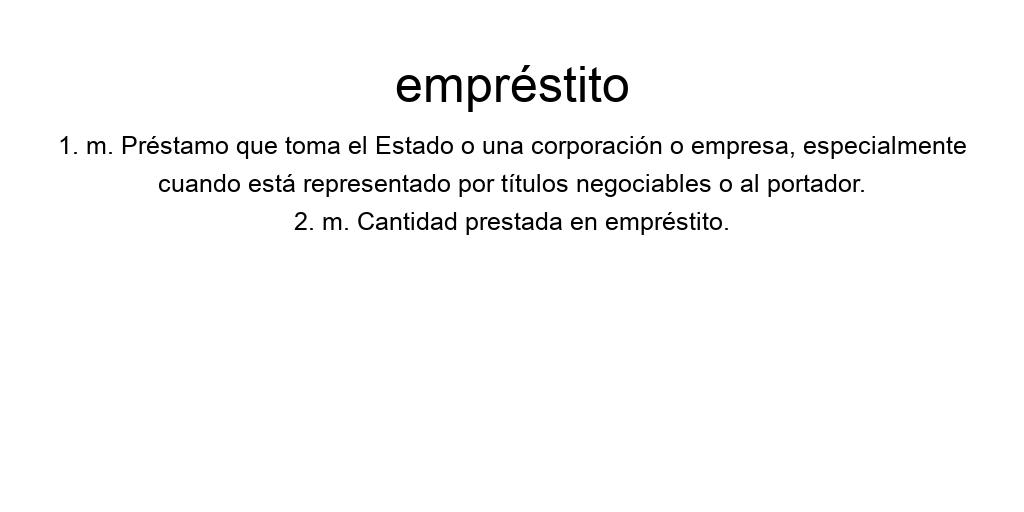 empréstito
1. m. Préstamo que toma el Estado o una corporación o empresa, especialmente
cuando está representado por títulos negociables o al portador.
2. m. Cantidad prestada en empréstito.